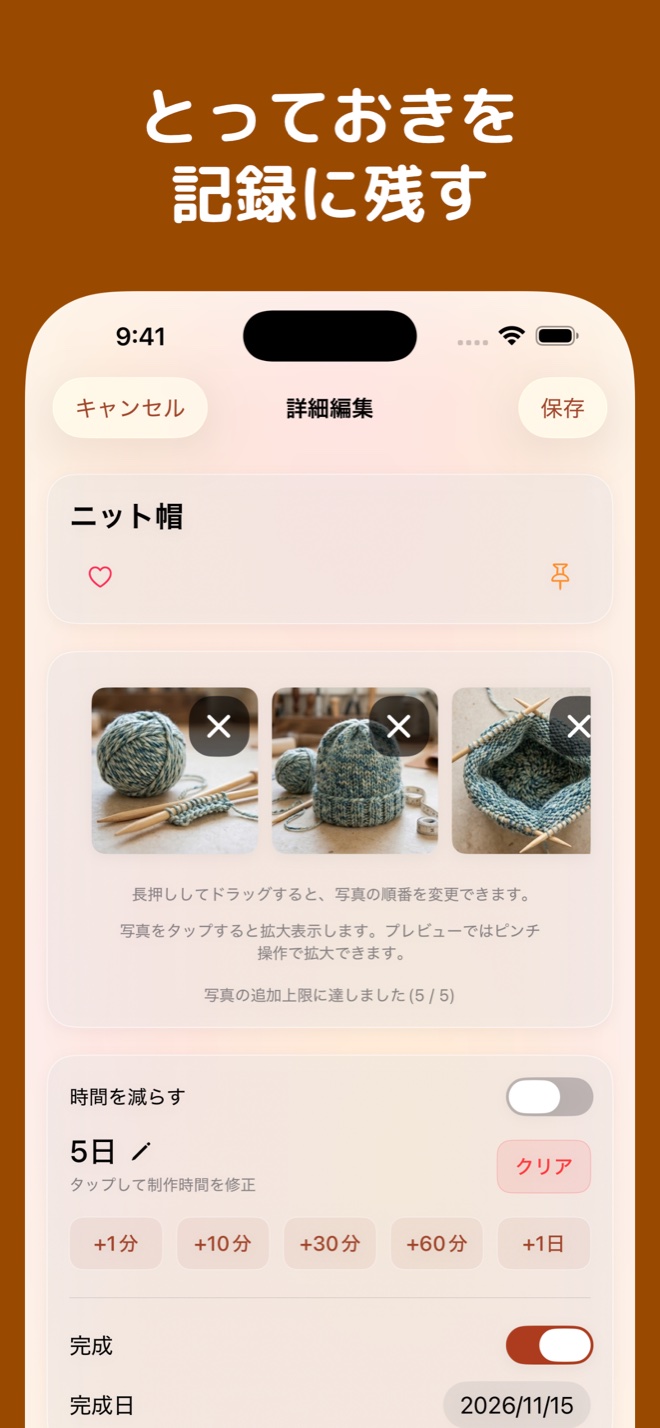 とっておきを
記録に残す
9:41
キャンセル
詳細編集
保存
ニット帽
長押ししてドラッグすると、写真の順番を変更できます。
写真をタップすると拡大表示します。プレビューではピンチ
操作で拡大できます。
写真の追加上限に達しました(5 / 5)
時間を減らす
5日
クリア
タップして制作時間を修正
+1分
+10分
+30分
+60分
+1日
完成
完成日
2026/11/15